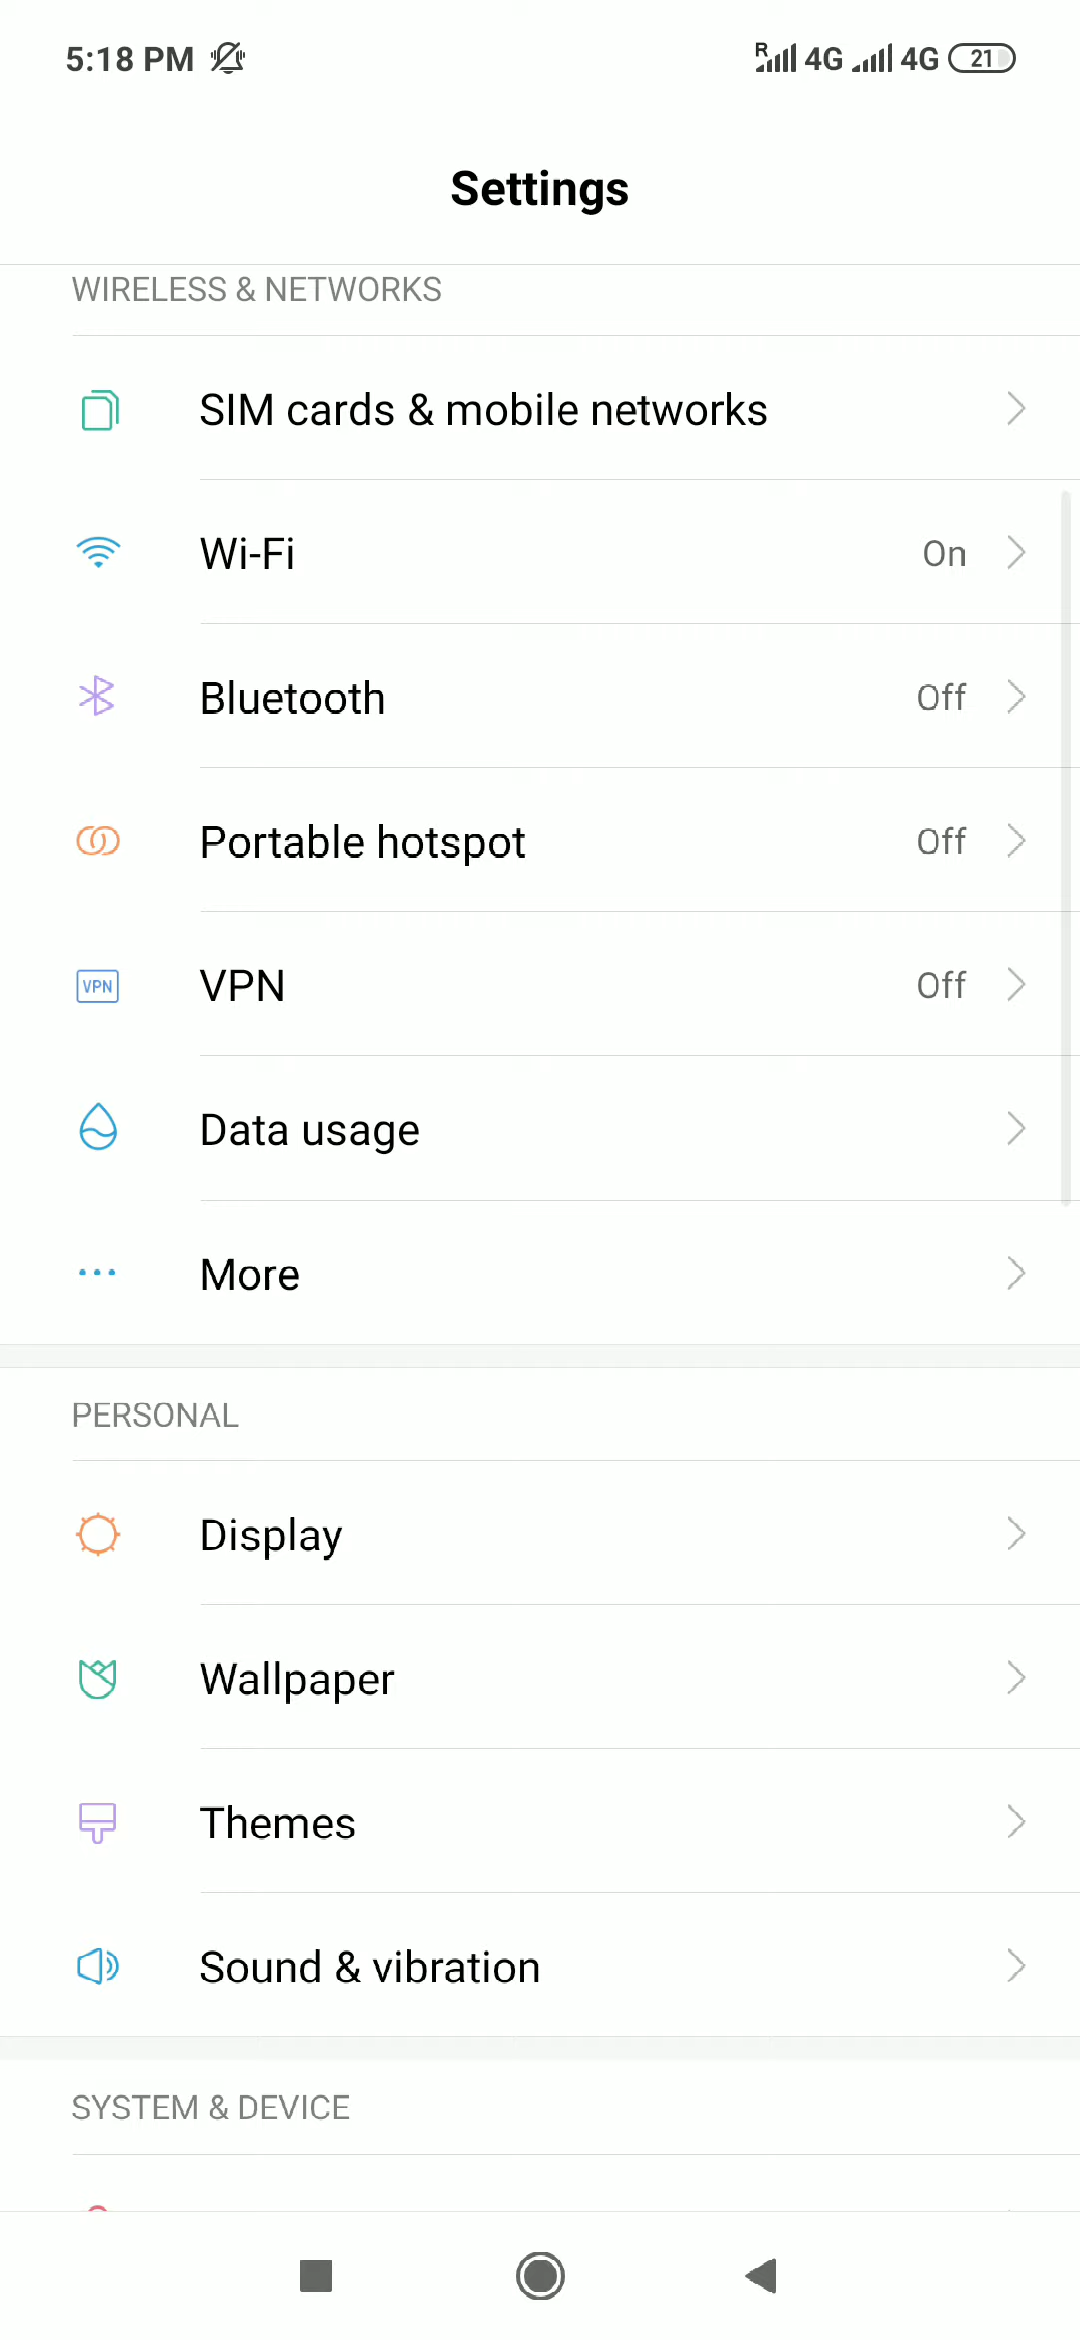 5:18 PM R 4G 4G 21
Settings
WIRELESS & NETWORKS
SIM cards & mobile networks
Wi-Fi On
Bluetooth Off
Portable hotspot Off
VPN VPN Off
Data usage
More
PERSONAL
Display
Wallpaper
Themes
Sound & vibration
SYSTEM & DEVICE